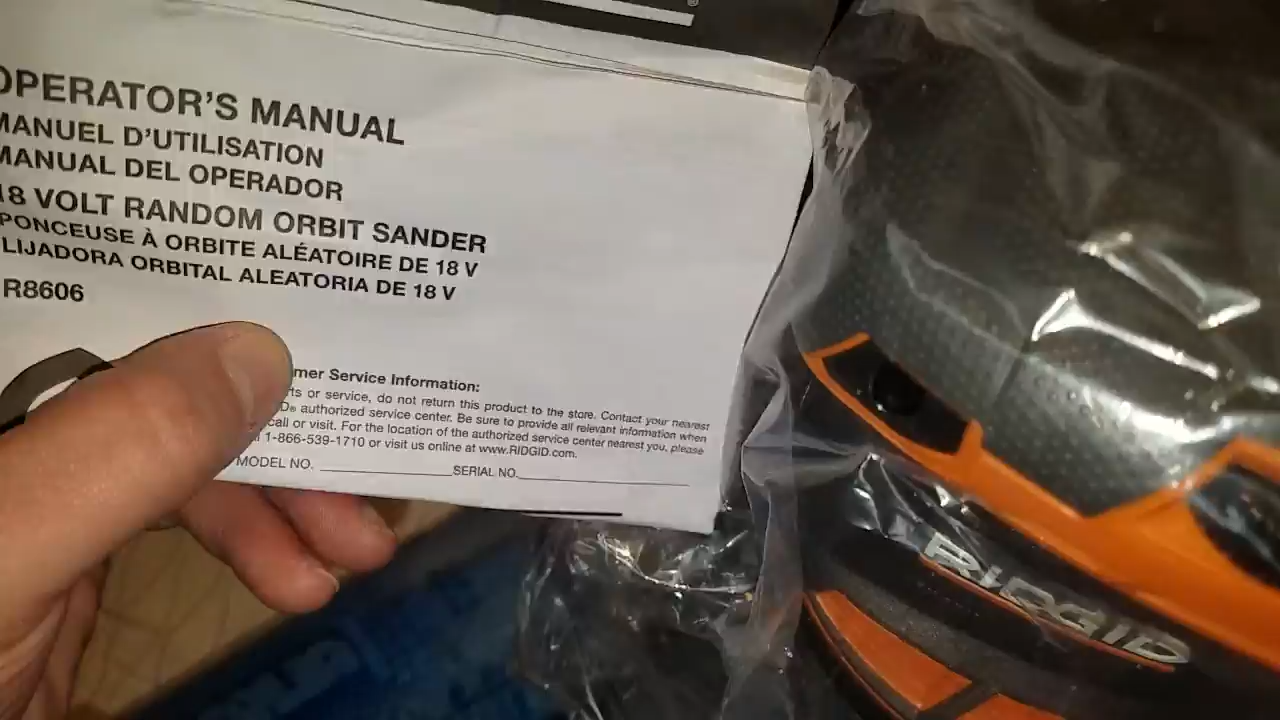 OPERATOR'S MANUAL
MANUEL D'UTILISATION
MANUAL DEL OPERADOR
18 VOLT RANDOM ORBIT SANDER
PONCEUSE À ORBITE ALÉATOIRE DE 18 V
LIJADORA ORBITAL ALEATORIA DE 18 V
R8606
mer Service Information:
rts or service, do not return this product to the store. Contact your nearest
D® authorized service center. Be sure to provide all relevant information when
call or visit. For the location of the authorized service center nearest you, please
1-866-539-1710 or visit us online at www.RIDGID.com.
MODEL NO. SERIAL NO.
RIDGID